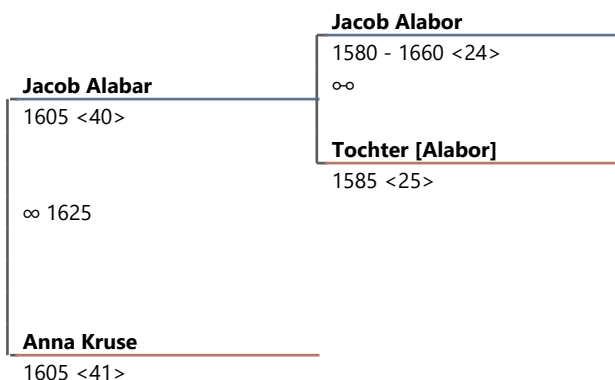 Jacob Alabor
1580 - 1660 <24>
⚯
Jacob Alabar
1605 <40>
Tochter [Alabor]
1585 <25>
∞ 1625
Anna Kruse
1605 <41>